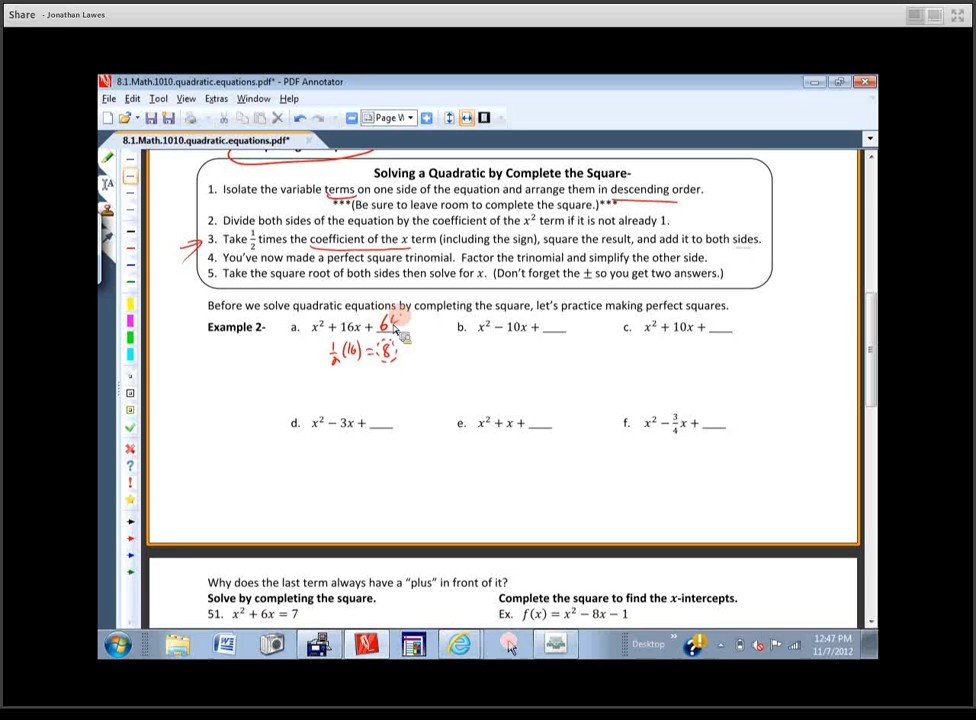 Share - Jonathan Lawes
8.1.Math.1010.quadratic.equations.pdf* - PDF Annotator
File Edit Tool View Extras Window Help
Page W
8.1.Math.1010.quadratic.equations.pdf*
Solving a Quadratic by Complete the Square-
1. Isolate the variable terms on one side of the equation and arrange them in descending order.
***(Be sure to leave room to complete the square.)***
2. Divide both sides of the equation by the coefficient of the x² term if it is not already 1.
3. Take 1/2 times the coefficient of the x term (including the sign), square the result, and add it to both sides.
4. You've now made a perfect square trinomial. Factor the trinomial and simplify the other side.
5. Take the square root of both sides then solve for x. (Don't forget the ± so you get two answers.)
Before we solve quadratic equations by completing the square, let's practice making perfect squares.
Example 2- a. x² + 16x + 64 b. x² − 10x + ___ c. x² + 10x + ___
1/2 (16) = 8
d. x² − 3x + ___ e. x² + x + ___ f. x² − 3/4 x + ___
Why does the last term always have a "plus" in front of it?
Solve by completing the square. Complete the square to find the x-intercepts.
51. x² + 6x = 7 Ex. f(x) = x² − 8x − 1
Desktop
12:47 PM
11/7/2012